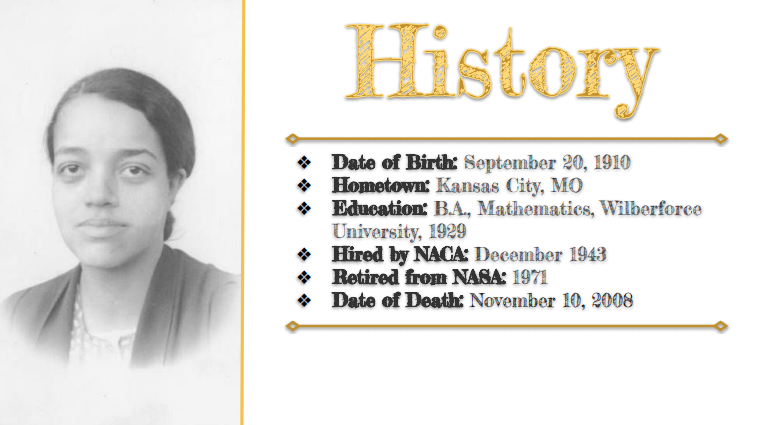 History
❖ Date of Birth: September 20, 1910
❖ Hometown: Kansas City, MO
❖ Education: B.A., Mathematics, Wilberforce
University, 1929
❖ Hired by NACA: December 1943
❖ Retired from NASA: 1971
❖ Date of Death: November 10, 2008